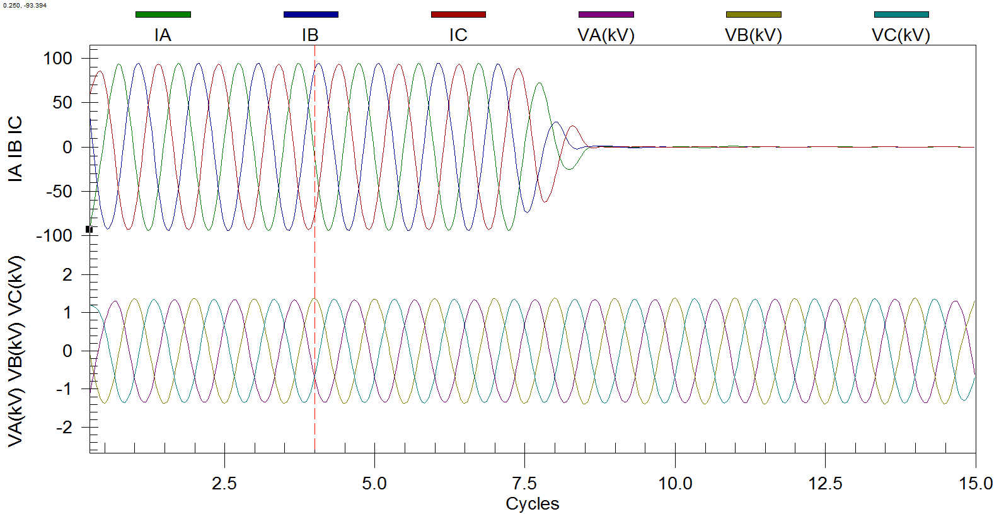 0.250, -93.394
IA IB IC VA(kV) VB(kV) VC(kV)
IA IB IC
100
50
0
-50
-100
VA(kV) VB(kV) VC(kV)
2
1
0
-1
-2
2.5 5.0 7.5 10.0 12.5 15.0
Cycles